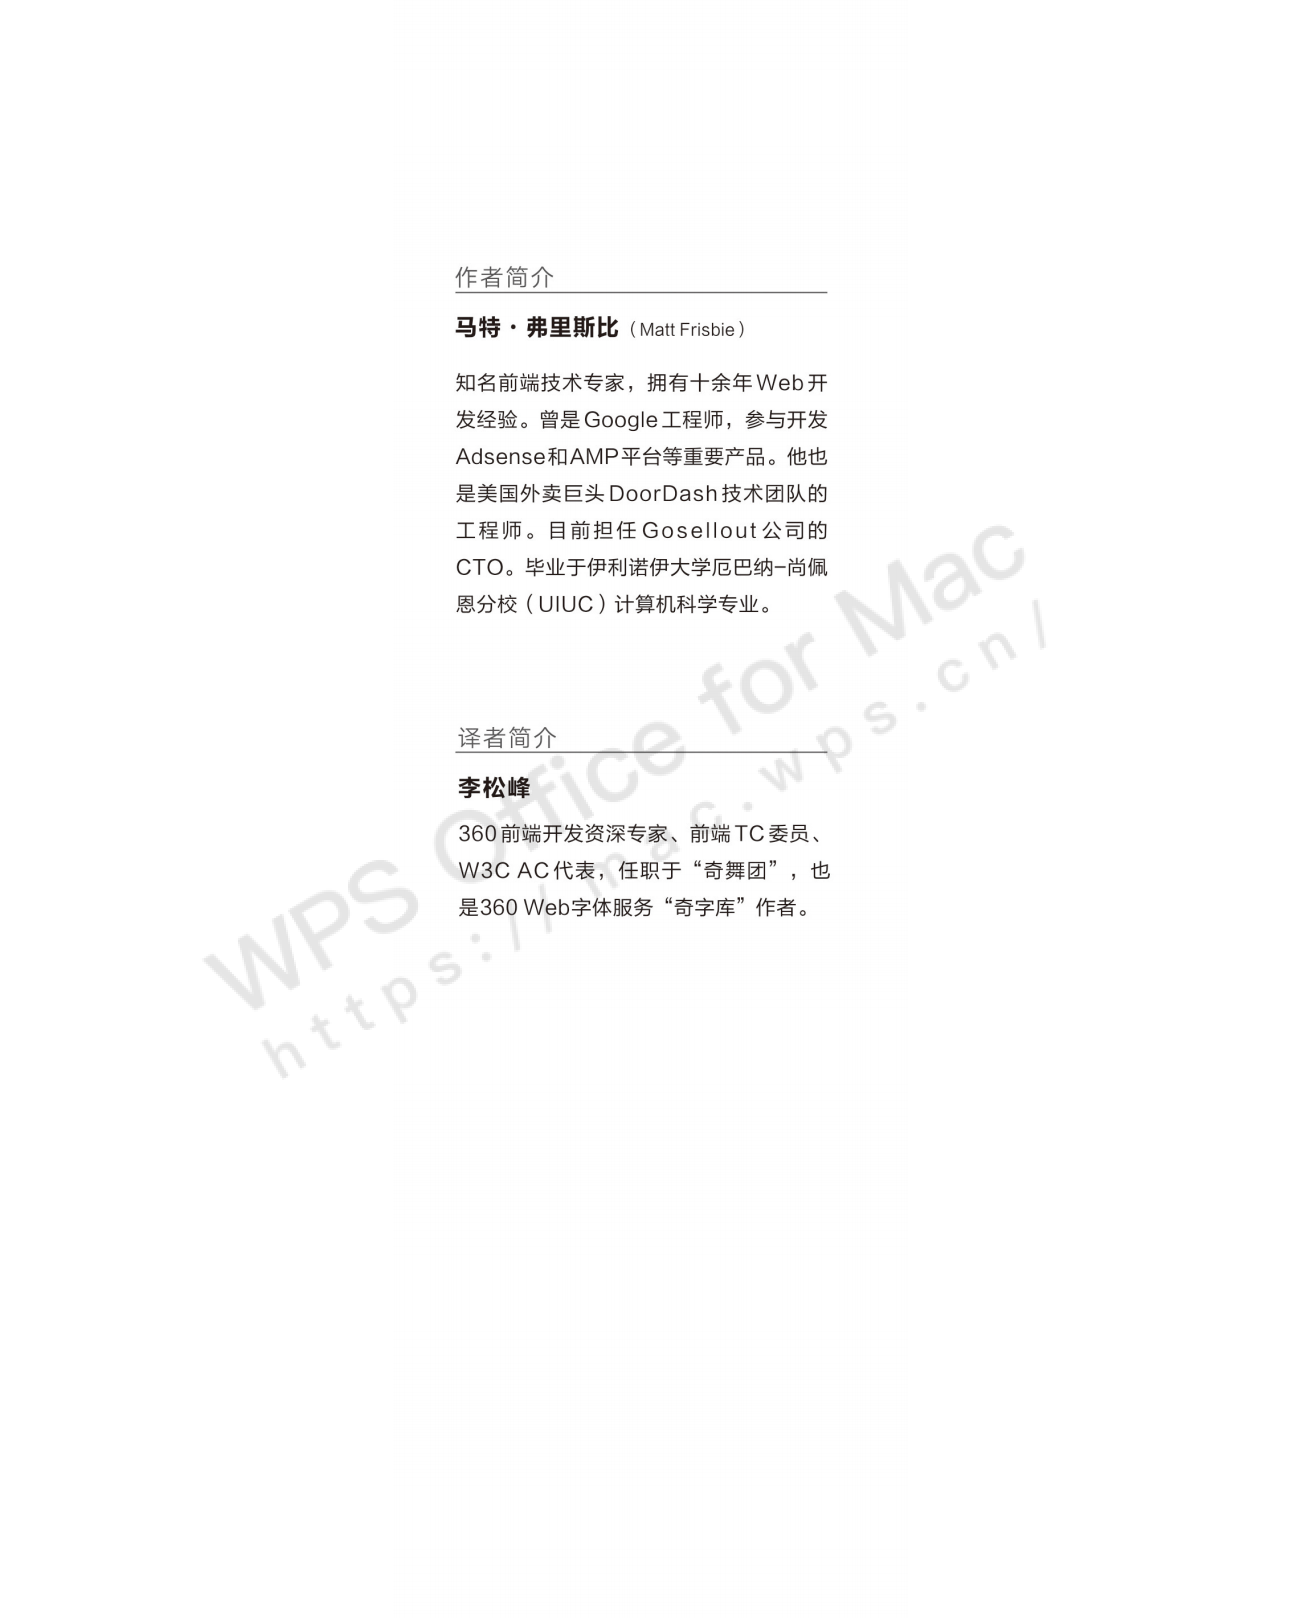 作者简介
马特·弗里斯比（Matt Frisbie）
知名前端技术专家，拥有十余年Web开
发经验。曾是Google工程师，参与开发
Adsense和AMP平台等重要产品。他也
是美国外卖巨头DoorDash技术团队的
工程师。目前担任Gosellout公司的
CTO。毕业于伊利诺伊大学厄巴纳–尚佩
恩分校（UIUC）计算机科学专业。
译者简介
李松峰
360前端开发资深专家、前端TC委员、
W3C AC代表，任职于“奇舞团”，也
是360 Web字体服务“奇字库”作者。
WPS Office for Mac
https://mac.wps.cn/